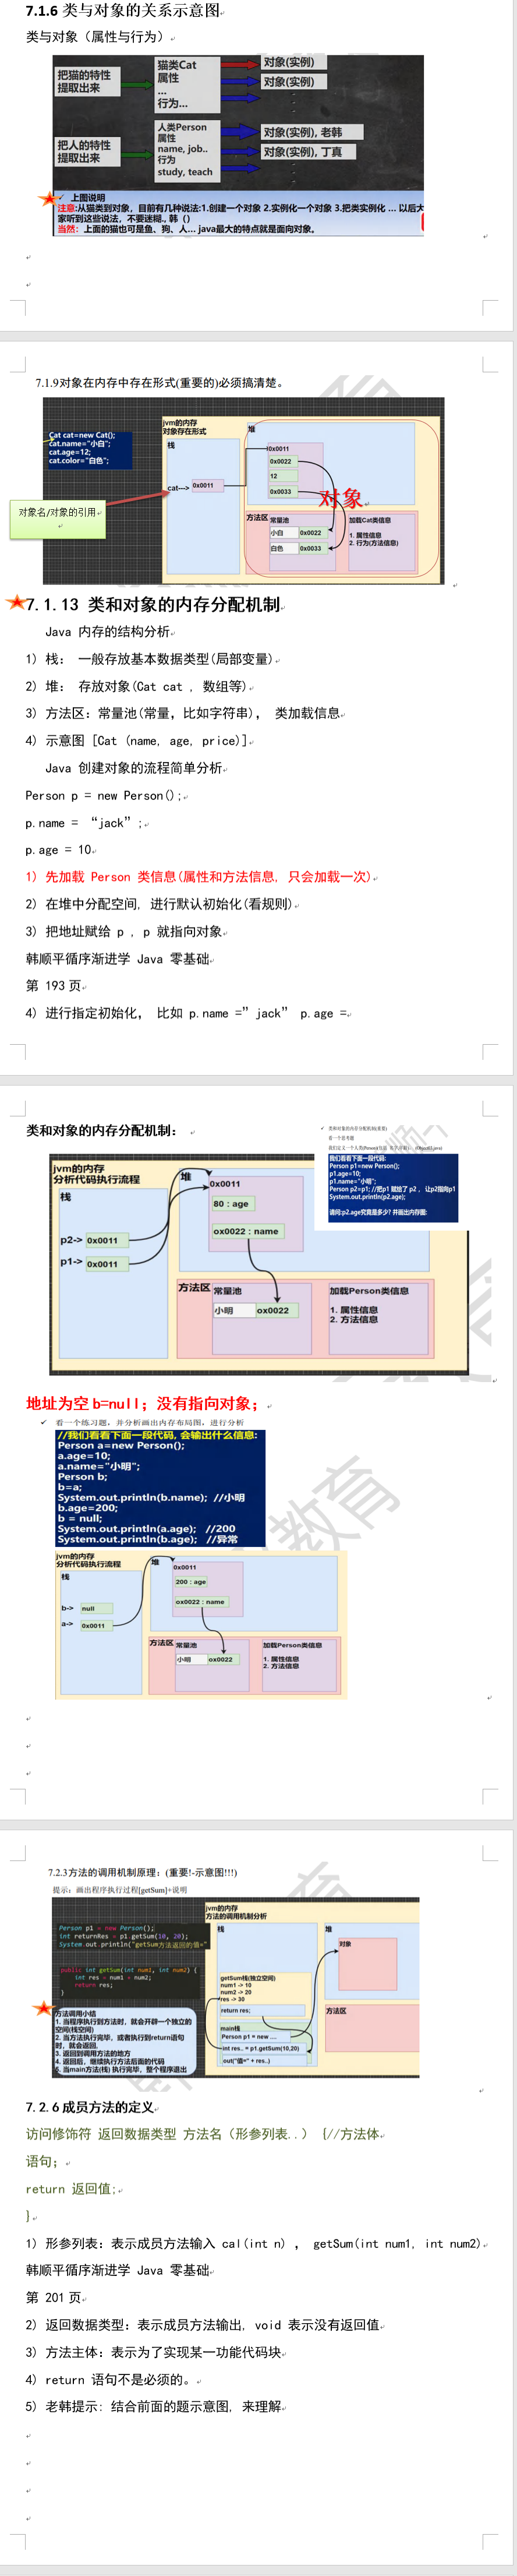 7.1.6 类与对象的关系示意图
类与对象（属性与行为）
把猫的特性
提取出来
猫类Cat
属性
...
行为...
对象(实例)
对象(实例)
把人的特性
提取出来
人类Person
属性
name, job..
行为
study, teach
对象(实例), 老韩
对象(实例), 丁真
上图说明
注意:从猫类到对象，目前有几种说法:1.创建一个对象 2.实例化一个对象 3.把类实例化 ... 以后大
家听到这些说法，不要迷糊., 韩（）
当然：上面的猫也可是鱼、狗、人... java最大的特点就是面向对象。
7.1.9对象在内存中存在形式(重要的)必须搞清楚。
Cat cat=new Cat();
cat.name="小白";
cat.age=12;
cat.color="白色";
对象名/对象的引用
jvm的内存
对象存在形式
栈
cat--->
0x0011
堆
0x0011
0x0022
12
0x0033
对象
方法区
常量池
小白 0x0022
白色 0x0033
加载Cat类信息
1. 属性信息
2. 行为(方法信息)
7.1.13 类和对象的内存分配机制
Java 内存的结构分析
1) 栈： 一般存放基本数据类型(局部变量)
2) 堆： 存放对象(Cat cat , 数组等)
3) 方法区：常量池(常量，比如字符串)， 类加载信息
4) 示意图 [Cat (name, age, price)]
Java 创建对象的流程简单分析
Person p = new Person();
p.name = “jack”;
p.age = 10
1) 先加载 Person 类信息(属性和方法信息, 只会加载一次)
2) 在堆中分配空间, 进行默认初始化(看规则)
3) 把地址赋给 p , p 就指向对象
韩顺平循序渐进学 Java 零基础
第 193 页
4) 进行指定初始化， 比如 p.name =”jack” p.age =
类和对象的内存分配机制：
类和对象的内存分配机制(重要)
看一个思考题
我们看看下面一段代码:
Person p1=new Person();
p1.age=10;
p1.name="小明";
Person p2=p1; //把p1 赋给了 p2 ， 让p2指向p1
System.out.println(p2.age);
请问:p2.age究竟是多少? 并画出内存图:
jvm的内存
分析代码执行流程
栈
p2-> 0x0011
p1-> 0x0011
堆
0x0011
80 : age
ox0022 : name
方法区
常量池
小明 ox0022
加载Person类信息
1. 属性信息
2. 方法信息
地址为空 b=null; 没有指向对象;
看一个练习题，并分析画出内存布局图，进行分析
//我们看看下面一段代码, 会输出什么信息:
Person a=new Person();
a.age=10;
a.name="小明";
Person b;
b=a;
System.out.println(b.name); //小明
b.age=200;
b = null;
System.out.println(a.age); //200
System.out.println(b.age); //异常
jvm的内存
分析代码执行流程
栈
b-> null
a-> 0x0011
堆
0x0011
200 : age
ox0022 : name
方法区
常量池
小明 ox0022
加载Person类信息
1. 属性信息
2. 方法信息
教育
7.2.3方法的调用机制原理：(重要!-示意图!!!)
提示：画出程序执行过程[getSum]+说明
Person p1 = new Person();
int returnRes = p1.getSum(10, 20);
System.out.println("getSum方法返回的值="
public int getSum(int num1, int num2) {
int res = num1 + num2;
return res;
}
方法调用小结
1. 当程序执行到方法时，就会开辟一个独立的
空间(栈空间)
2. 当方法执行完毕，或者执行到return语句
时，就会返回,
3. 返回到调用方法的地方
4. 返回后，继续执行方法后面的代码
5. 当main方法(栈) 执行完毕，整个程序退出
jvm的内存
方法的调用机制分析
栈
getSum栈(独立空间)
num1 -> 10
num2 -> 20
res -> 30
return res;
main栈
Person p1 = new ....
int res.. = p1.getSum(10,20)
out("值=" + res..)
堆
对象
方法区
7.2.6 成员方法的定义
访问修饰符 返回数据类型 方法名（形参列表..） {//方法体
语句;
return 返回值;
}
1) 形参列表：表示成员方法输入 cal(int n) ， getSum(int num1, int num2)
韩顺平循序渐进学 Java 零基础
第 201 页
2) 返回数据类型：表示成员方法输出, void 表示没有返回值
3) 方法主体：表示为了实现某一功能代码块
4) return 语句不是必须的。
5) 老韩提示: 结合前面的题示意图, 来理解